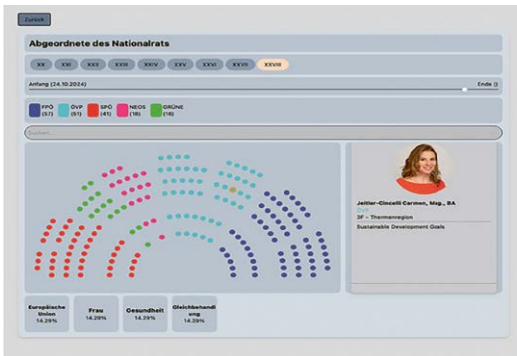 Zurück
Abgeordnete des Nationalrats
XX XXI XXII XXIII XXIV XXV XXVI XXVII XXVIII
Anfang (24.10.2024) Ende
FPÖ ÖVP SPÖ NEOS GRÜNE
(57) (51) (41) (18) (16)
Suchen...
Jeitler-Cincelli Carmen, Mag., BA
ÖVP
3F - Thermenregion
Sustainable Development Goals
Europäische Union
14.29%
Frau
14.29%
Gesundheit
14.29%
Gleichbehandl
ung
14.29%